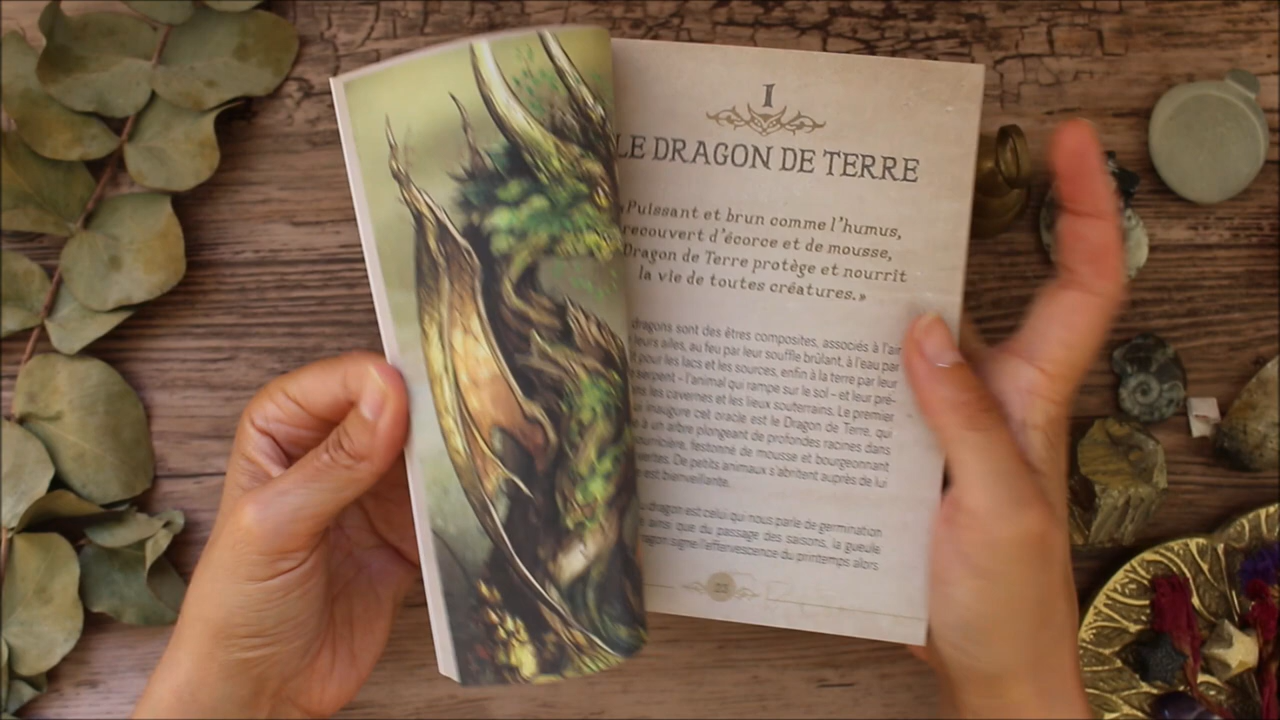 I
LE DRAGON DE TERRE
«Puissant et brun comme l'humus,
recouvert d'écorce et de mousse,
Dragon de Terre protège et nourrit
la vie de toutes créatures.»
dragons sont des êtres composites, associés à l'air
leurs ailes, au feu par leur souffle brûlant, à l'eau par
pour les lacs et les sources, enfin à la terre par leur
serpent - l'animal qui rampe sur le sol - et leur pré-
les cavernes et les lieux souterrains. Le premier
inaugure cet oracle est le Dragon de Terre, qui
à un arbre plongeant de profondes racines dans
nourricière, festonné de mousse et bourgeonnant
vertes. De petits animaux s'abritent auprès de lui
est bienveillante.
dragon est celui qui nous parle de germination
ainsi que du passage des saisons, la gueule
dragon signe l'effervescence du printemps alors